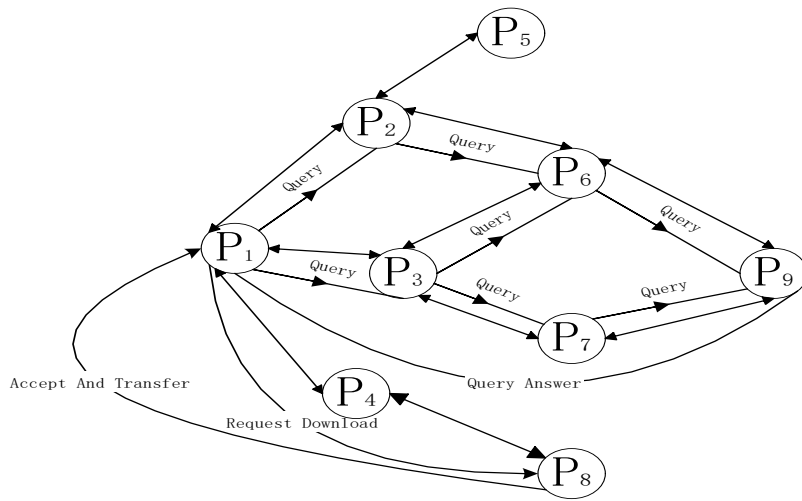 P5
P2
Query
Query
P6
Query
Query
P1
Query
P3
Query
Query
P9
P7
Accept And Transfer
Query Answer
P4
Request Download
P8